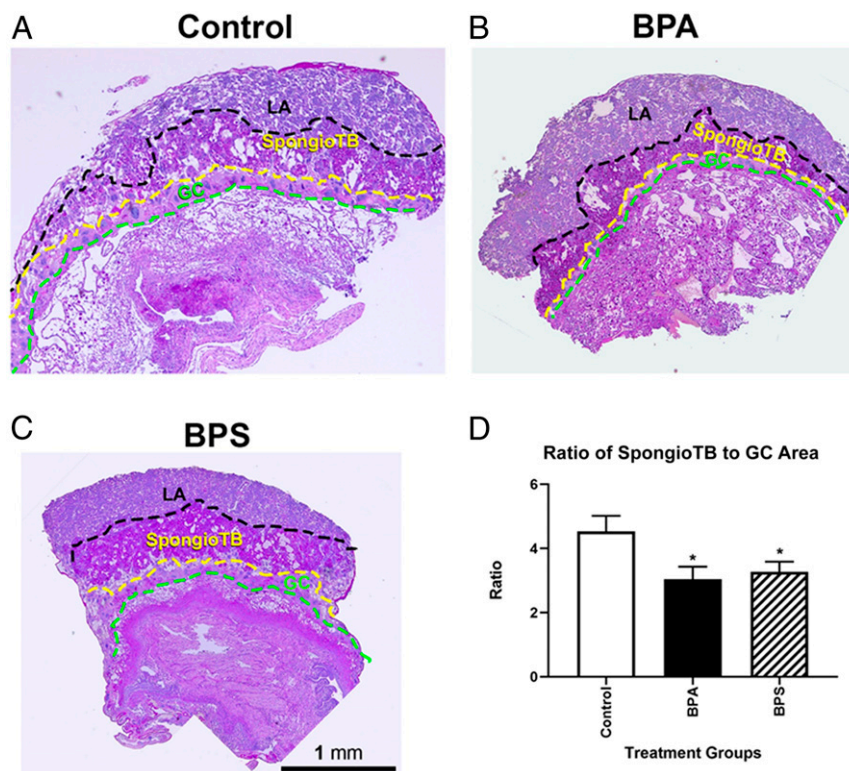 A
Control
LA
SpongioTB
GC
B
BPA
LA
SpongioTB
GC
C
BPS
LA
SpongioTB
GC
1 mm
D
Ratio of SpongioTB to GC Area
6
4
2
0
Ratio
*
*
Control
BPA
BPS
Treatment Groups